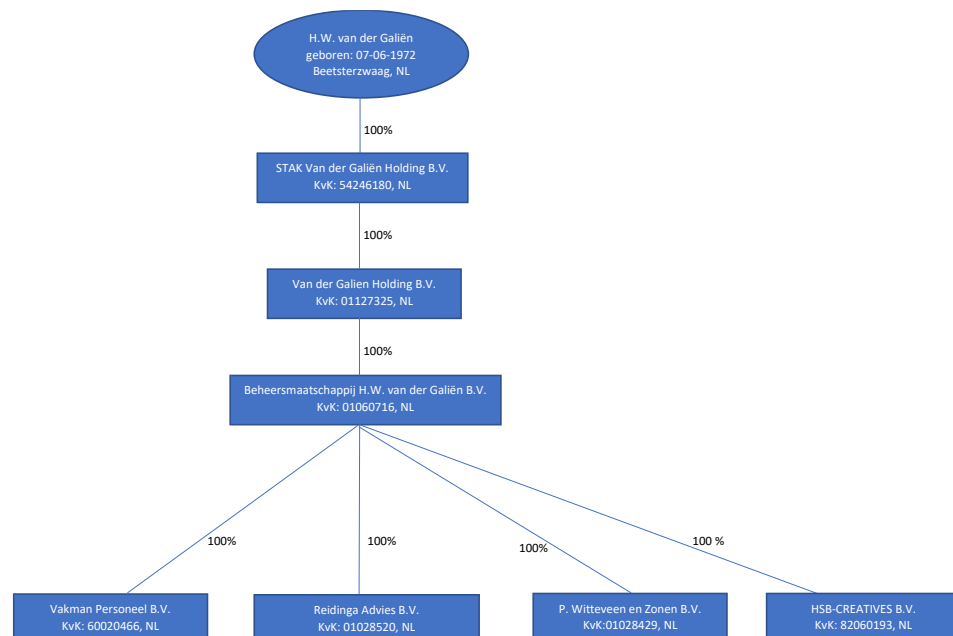 H.W. van der Galiën
geboren: 07-06-1972
Beetsterzwaag, NL
100%
STAK Van der Galiën Holding B.V.
KvK: 54246180, NL
100%
Van der Galien Holding B.V.
KvK: 01127325, NL
100%
Beheersmaatschappij H.W. van der Galiën B.V.
KvK: 01060716, NL
100%
100%
100%
100 %
Vakman Personeel B.V.
KvK: 60020466, NL
Reidinga Advies B.V.
KvK: 01028520, NL
P. Witteveen en Zonen B.V.
KvK:01028429, NL
HSB-CREATIVES B.V.
KvK: 82060193, NL